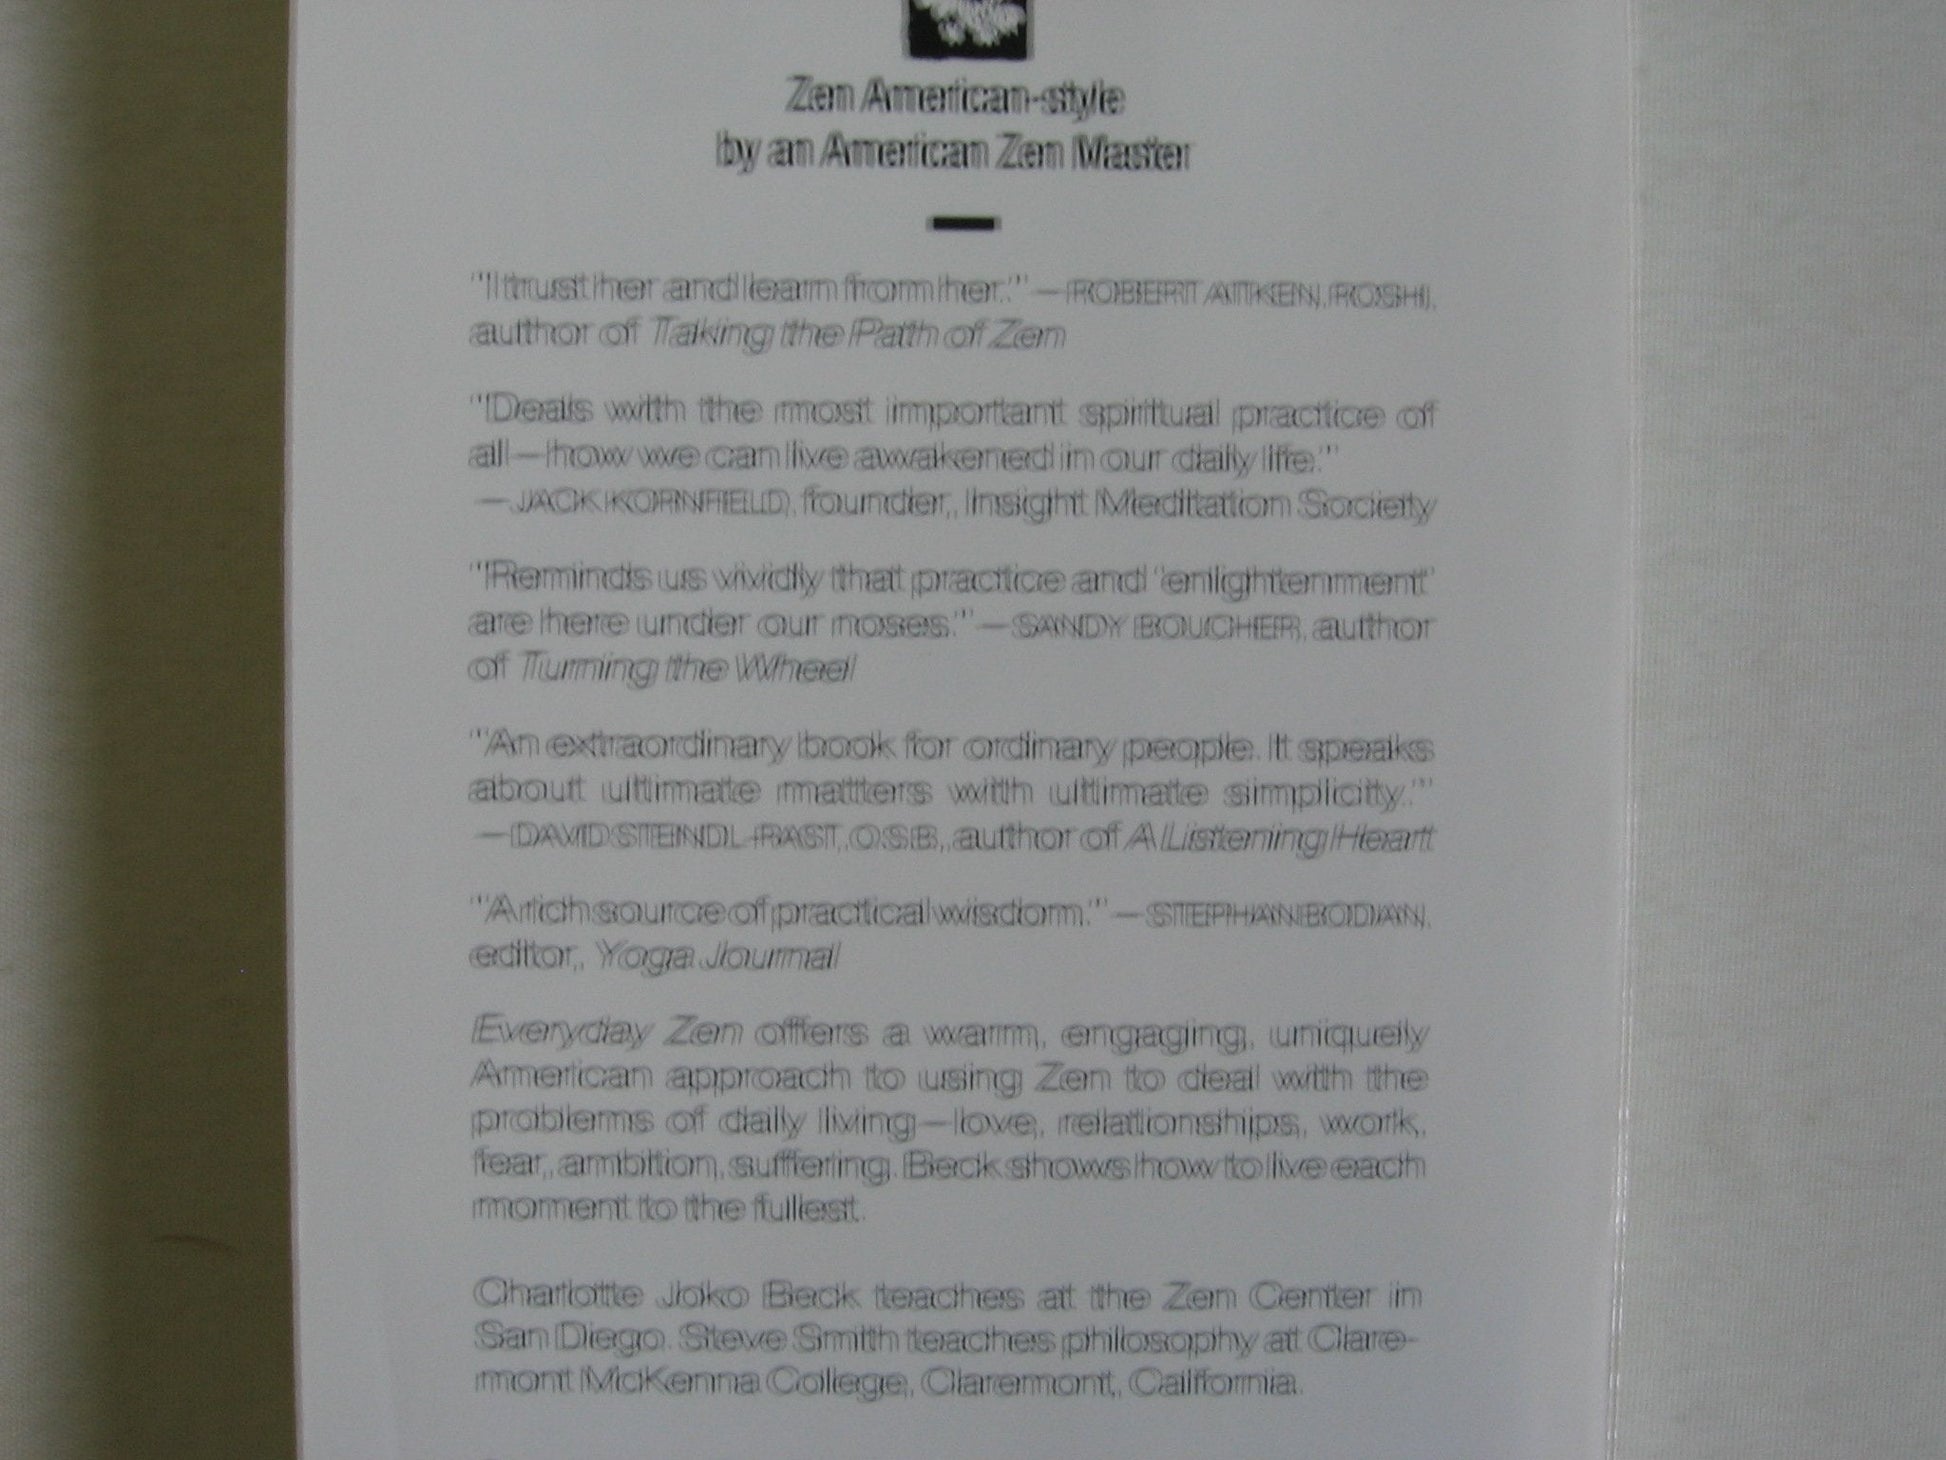 Zen American-style
by an American Zen Master
"I trust her and learn from her." —ROBERT AITKEN, ROSHI,
author of Taking the Path of Zen
"Deals with the most important spiritual practice of
all—how we can live awakened in our daily life."
—JACK KORNFIELD, founder, Insight Meditation Society
"Reminds us vividly that practice and 'enlightenment'
are here under our noses." —SANDY BOUCHER, author
of Turning the Wheel
"An extraordinary book for ordinary people. It speaks
about ultimate matters with ultimate simplicity."
—DAVID STEINDL-RAST, O.S.B., author of A Listening Heart
"A rich source of practical wisdom." —STEPHAN BODIAN,
editor, Yoga Journal
Everyday Zen offers a warm, engaging, uniquely
American approach to using Zen to deal with the
problems of daily living—love, relationships, work,
fear, ambition, suffering. Beck shows how to live each
moment to the fullest.
Charlotte Joko Beck teaches at the Zen Center in
San Diego. Steve Smith teaches philosophy at Clare-
mont McKenna College, Claremont, California.